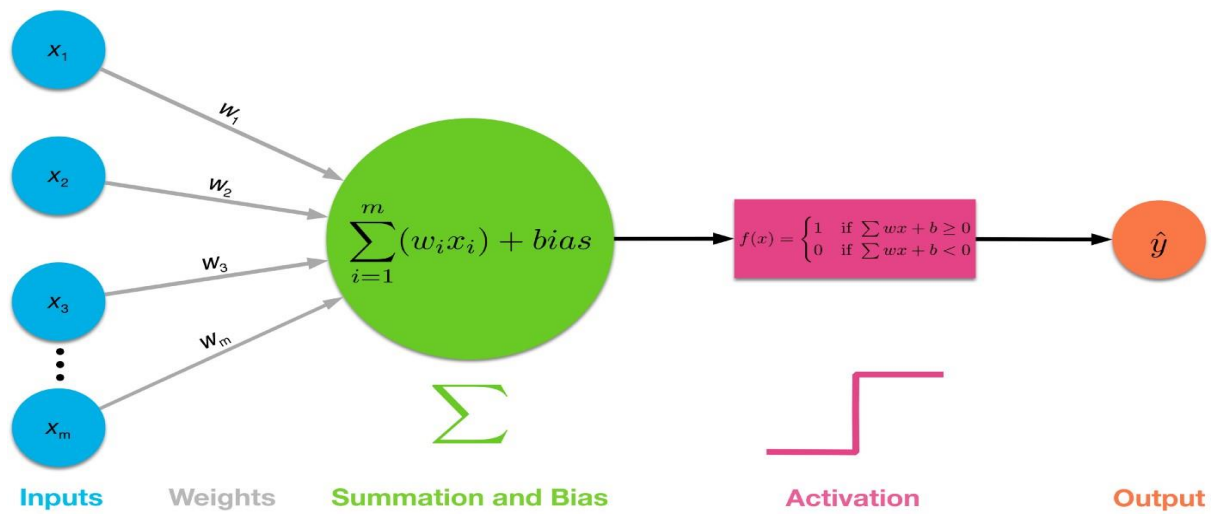 x₁
w₁
x₂
w₂
x₃
w₃
xₘ
wₘ
∑ᵢ₌₁ᵐ(wᵢxᵢ) + bias
f(x) = { 1 if ∑ wx + b ≥ 0
0 if ∑ wx + b < 0
ŷ
∑
Inputs
Weights
Summation and Bias
Activation
Output